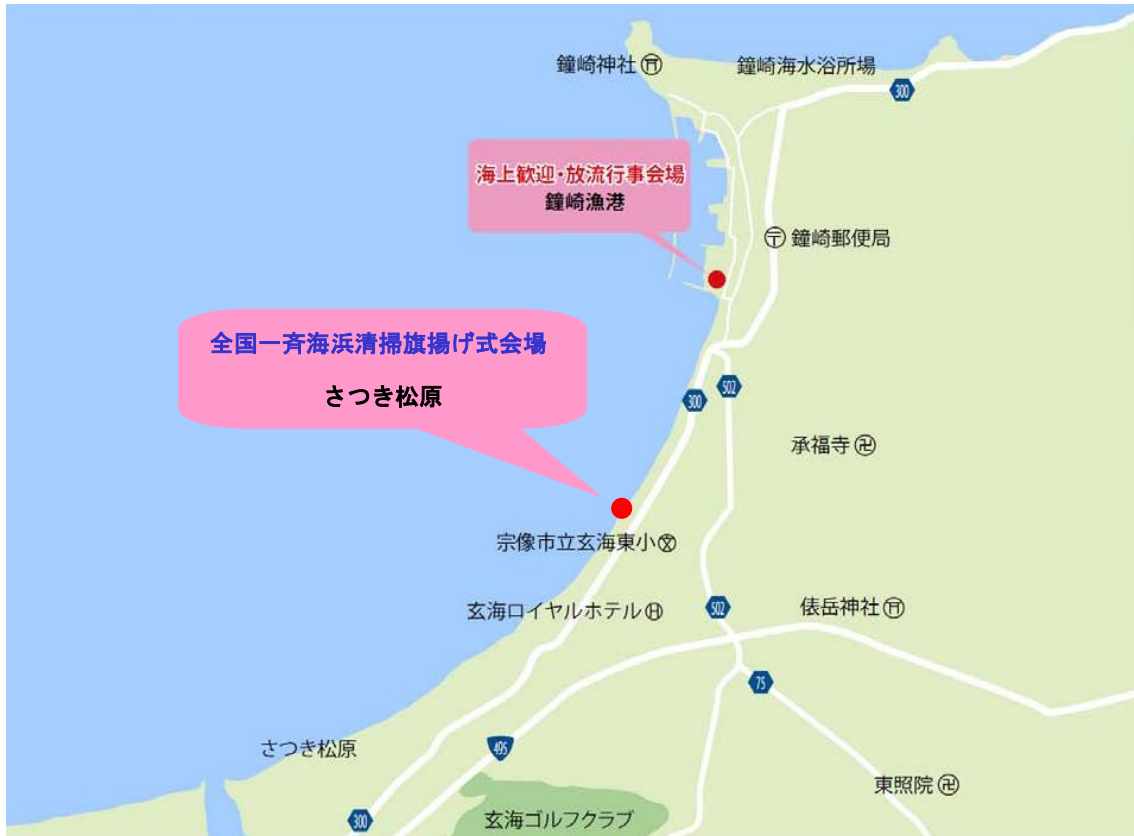 鐘崎神社
鐘崎海水浴所場
300
海上歓迎・放流行事会場
鐘崎漁港
〒 鐘崎郵便局
全国一斉海浜清掃旗揚げ式会場
さつき松原
502
300
承福寺 卍
宗像市立玄海東小 文
玄海ロイヤルホテル H
502
俵岳神社
75
さつき松原
495
東照院 卍
300
玄海ゴルフクラブ